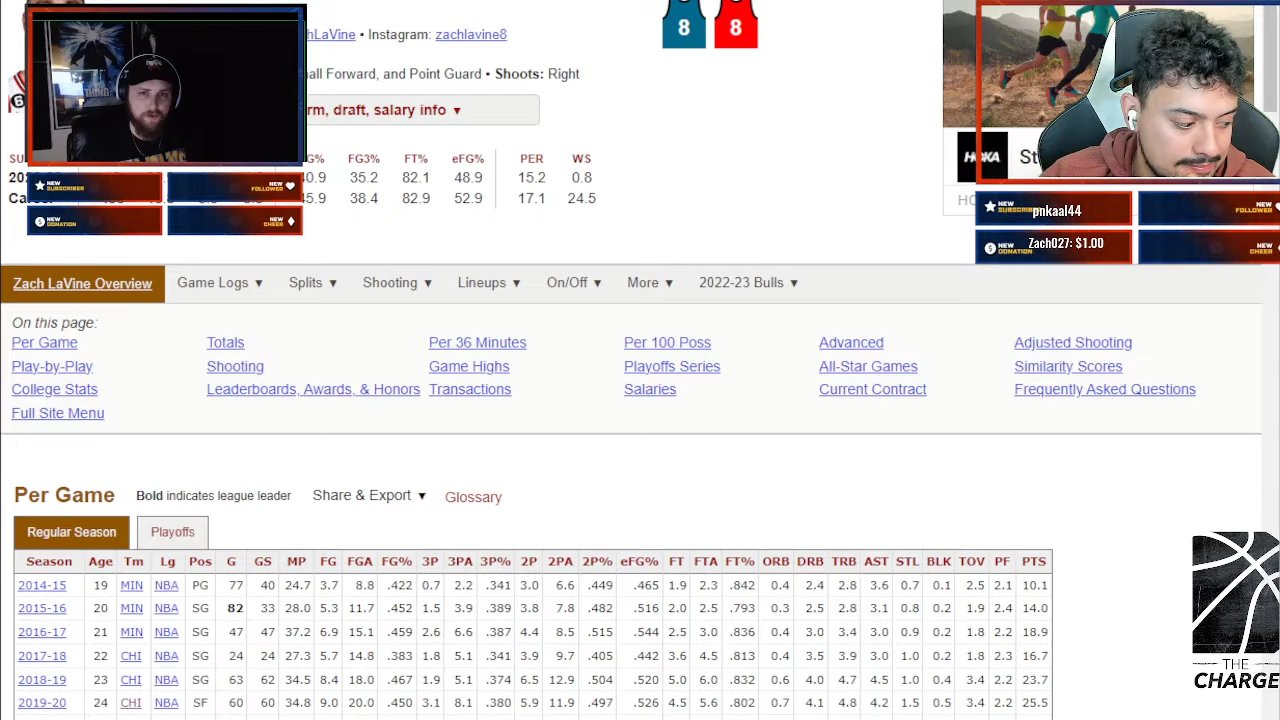 hLaVine • Instagram: zachlavine8
8 8
all Forward, and Point Guard • Shoots: Right
rm, draft, salary info ▼
G% FG3% FT% eFG% PER WS
40.9 35.2 82.1 48.9 15.2 0.8
45.9 38.4 82.9 52.9 17.1 24.5
HOKA
NEW SUBSCRIBER
NEW FOLLOWER
NEW DONATION
NEW CHEER
NEW pnkaal44
NEW FOLLOWER
NEW DONATION Zach027: $1.00
NEW CHEER
Zach LaVine Overview Game Logs ▼ Splits ▼ Shooting ▼ Lineups ▼ On/Off ▼ More ▼ 2022-23 Bulls ▼
On this page:
Per Game Totals Per 36 Minutes Per 100 Poss Advanced Adjusted Shooting
Play-by-Play Shooting Game Highs Playoffs Series All-Star Games Similarity Scores
College Stats Leaderboards, Awards, & Honors Transactions Salaries Current Contract Frequently Asked Questions
Full Site Menu
Per Game Bold indicates league leader Share & Export ▼ Glossary
Regular Season Playoffs
Season Age Tm Lg Pos G GS MP FG FGA FG% 3P 3PA 3P% 2P 2PA 2P% eFG% FT FTA FT% ORB DRB TRB AST STL BLK TOV PF PTS
2014-15 19 MIN NBA PG 77 40 24.7 3.7 8.8 .422 0.7 2.2 .341 3.0 6.6 .449 .465 1.9 2.3 .842 0.4 2.4 2.8 3.6 0.7 0.1 2.5 2.1 10.1
2015-16 20 MIN NBA SG 82 33 28.0 5.3 11.7 .452 1.5 3.9 .389 3.8 7.8 .482 .516 2.0 2.5 .793 0.3 2.5 2.8 3.1 0.8 0.2 1.9 2.4 14.0
2016-17 21 MIN NBA SG 47 47 37.2 6.9 15.1 .459 2.6 6.6 .387 4.4 8.5 .515 .544 2.5 3.0 .836 0.3 3.0 3.4 3.0 0.9 0.2 1.8 2.2 18.9
2017-18 22 CHI NBA SG 24 24 27.3 5.7 14.8 .383 1.8 5.1 .405 .442 3.6 4.5 .813 0.4 3.5 3.9 3.0 1.0 0.2 1.8 2.3 16.7
2018-19 23 CHI NBA SG 63 62 34.5 8.4 18.0 .467 1.9 5.1 .374 6.5 12.9 .504 .520 5.0 6.0 .832 0.6 4.0 4.7 4.5 1.0 0.4 3.4 2.2 23.7
2019-20 24 CHI NBA SF 60 60 34.8 9.0 20.0 .450 3.1 8.1 .380 5.9 11.9 .497 .526 4.5 5.6 .802 0.7 4.1 4.8 4.2 1.5 0.5 3.4 2.2 25.5
THE
CHARGE